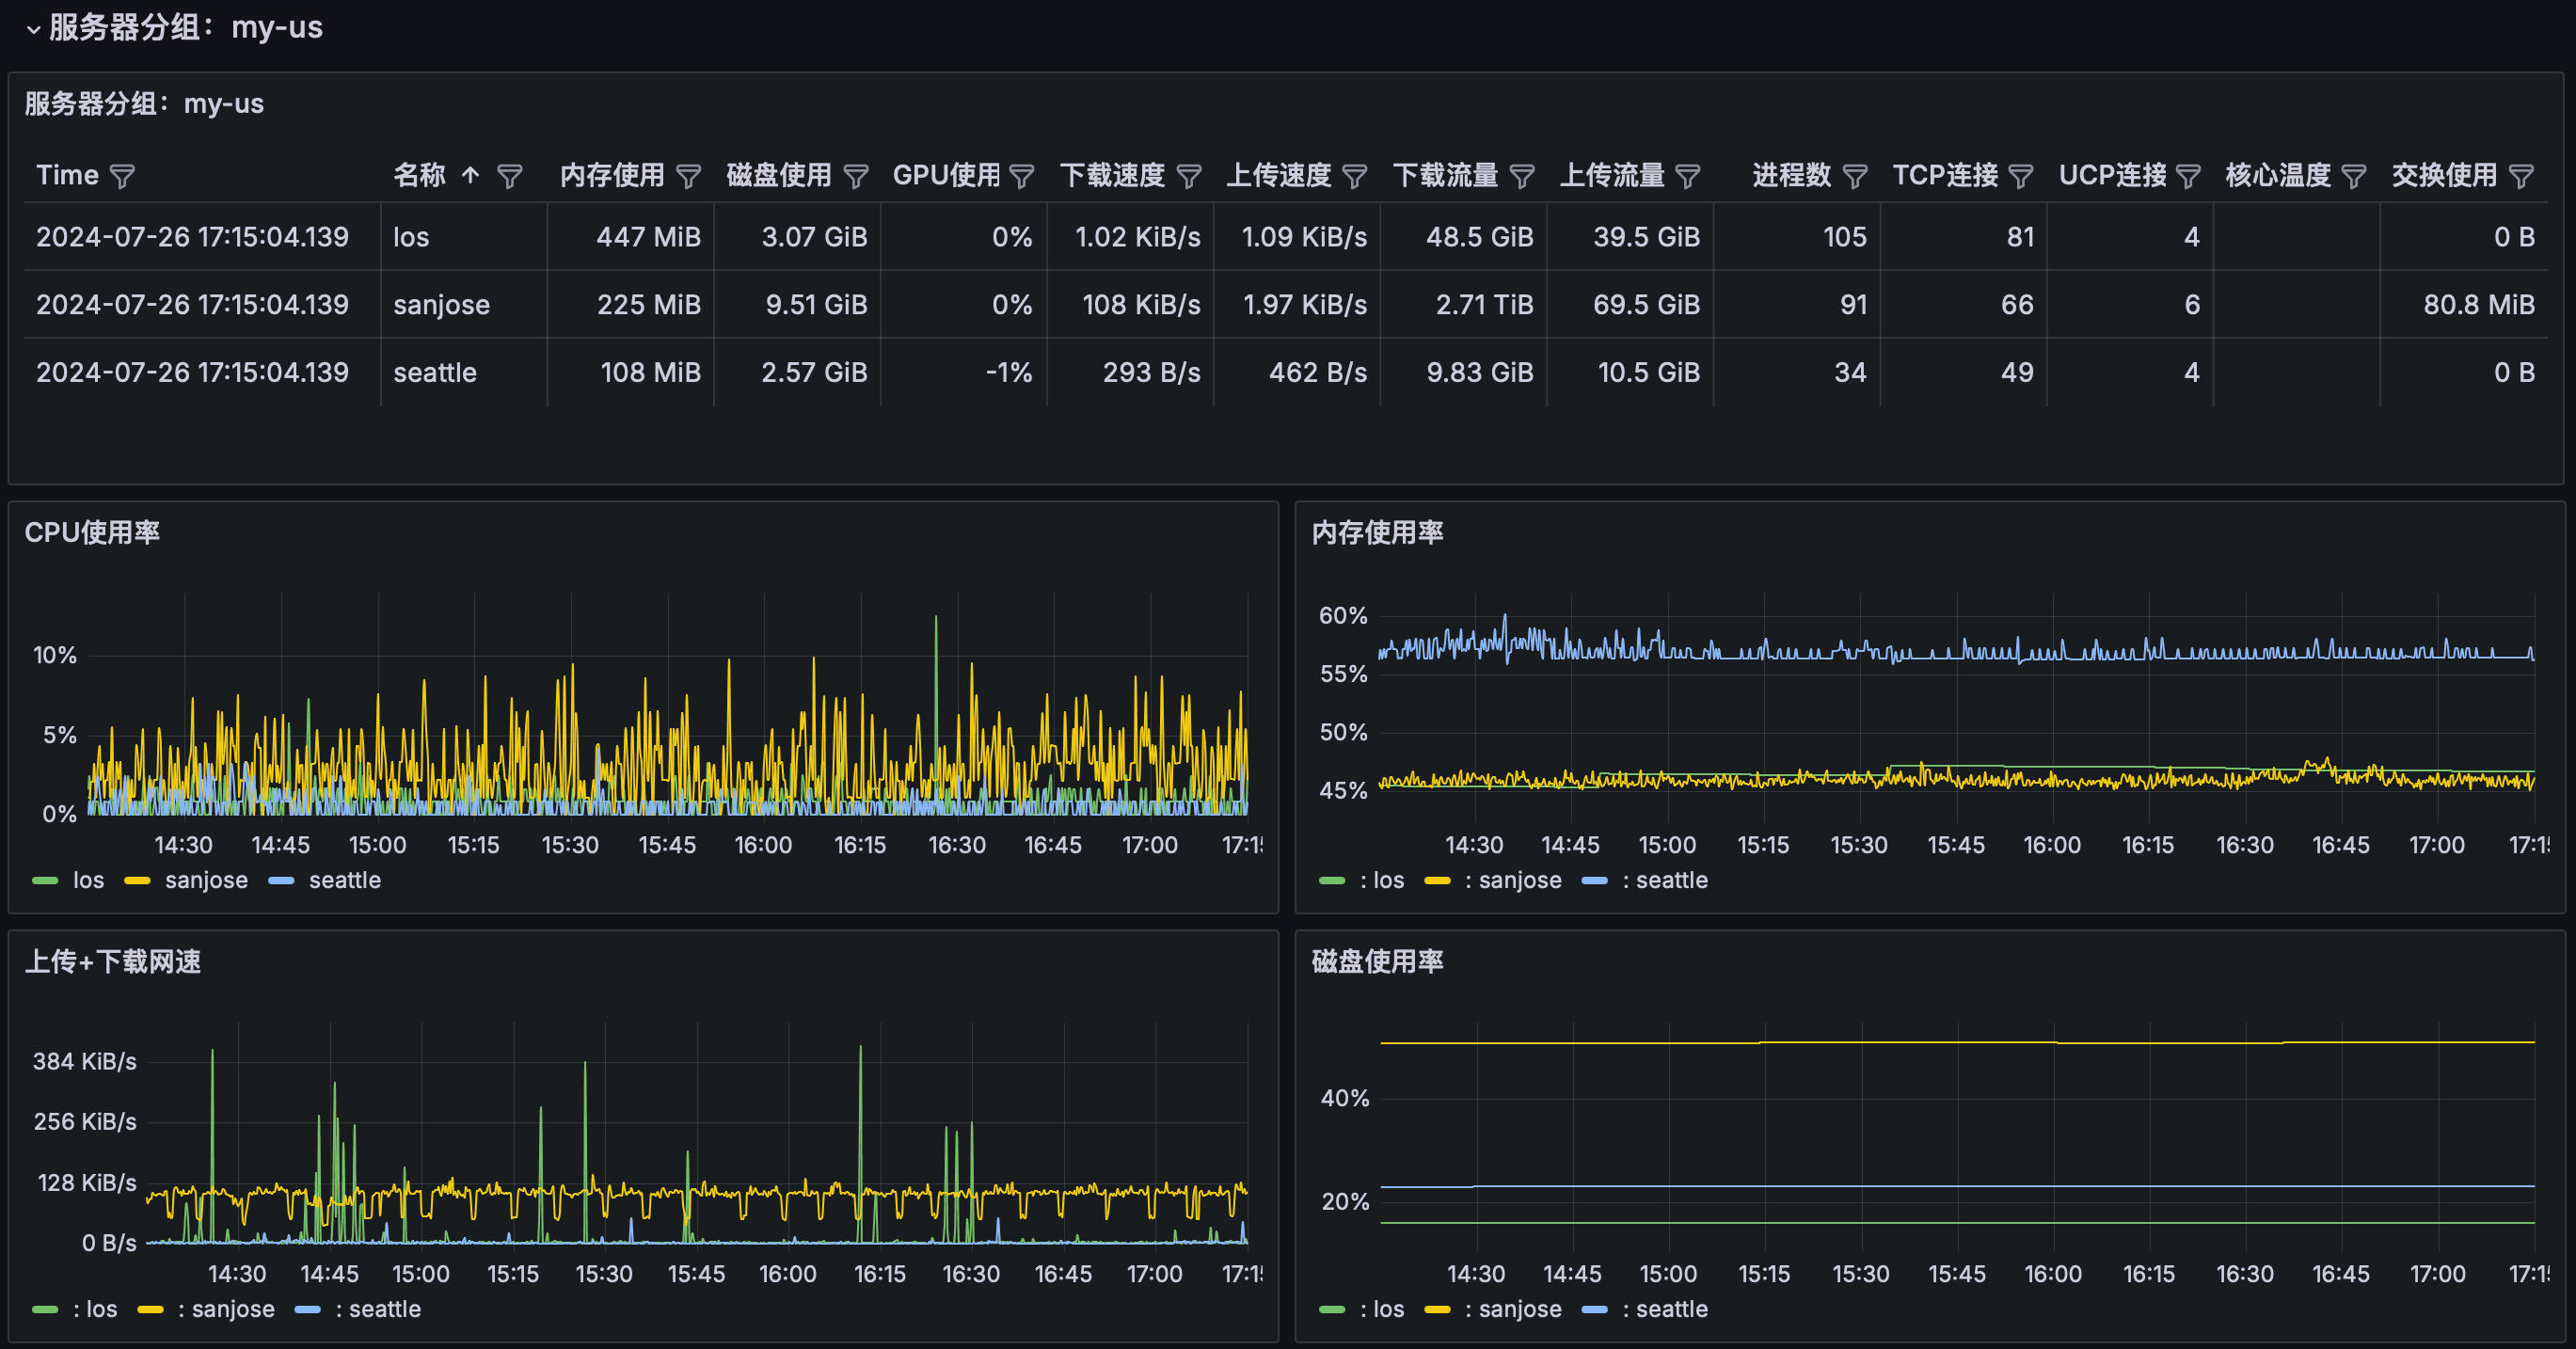 服务器分组：my-us
服务器分组：my-us
Time 名称 内存使用 磁盘使用 GPU使用 下载速度 上传速度 下载流量 上传流量 进程数 TCP连接 UCP连接 核心温度 交换使用
2024-07-26 17:15:04.139 los 447 MiB 3.07 GiB 0% 1.02 KiB/s 1.09 KiB/s 48.5 GiB 39.5 GiB 105 81 4 0 B
2024-07-26 17:15:04.139 sanjose 225 MiB 9.51 GiB 0% 108 KiB/s 1.97 KiB/s 2.71 TiB 69.5 GiB 91 66 6 80.8 MiB
2024-07-26 17:15:04.139 seattle 108 MiB 2.57 GiB -1% 293 B/s 462 B/s 9.83 GiB 10.5 GiB 34 49 4 0 B
CPU使用率
10%
5%
0%
14:30 14:45 15:00 15:15 15:30 15:45 16:00 16:15 16:30 16:45 17:00
los sanjose seattle
内存使用率
60%
55%
50%
45%
14:30 14:45 15:00 15:15 15:30 15:45 16:00 16:15 16:30 16:45 17:00
: los : sanjose : seattle
上传+下载网速
384 KiB/s
256 KiB/s
128 KiB/s
0 B/s
14:30 14:45 15:00 15:15 15:30 15:45 16:00 16:15 16:30 16:45 17:00
: los : sanjose : seattle
磁盘使用率
40%
20%
14:30 14:45 15:00 15:15 15:30 15:45 16:00 16:15 16:30 16:45 17:00
: los : sanjose : seattle